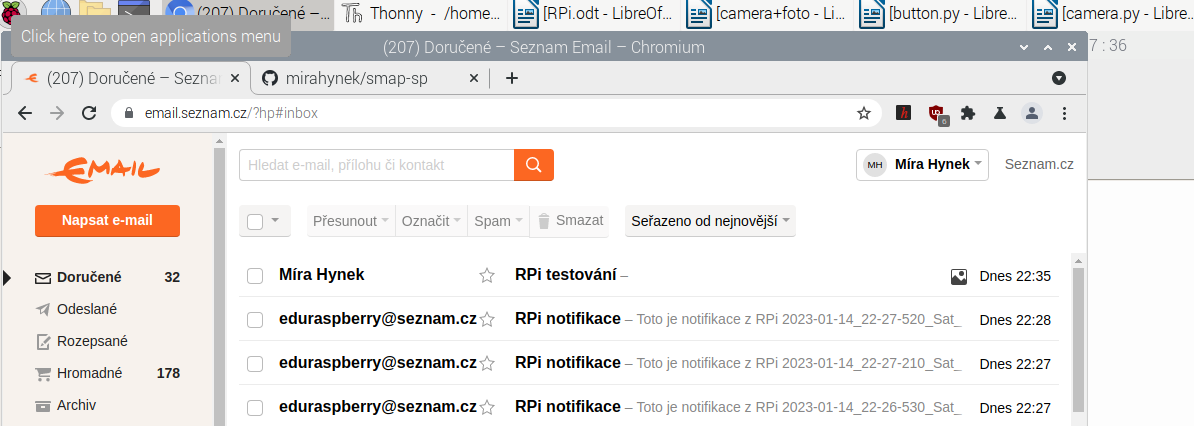 (207) Doručené –...
Thonny - /home...
[RPi.odt - LibreOf...
[camera+foto - Li...
[button.py - Libre...
[camera.py - Libre...
Click here to open applications menu
(207) Doručené – Seznam Email – Chromium
7 : 36
(207) Doručené – Sezna
mirahynek/smap-sp
email.seznam.cz/?hp#inbox
6
EMAIL
Hledat e-mail, přílohu či kontakt
MH
Míra Hynek
Seznam.cz
Napsat e-mail
Přesunout
Označit
Spam
Smazat
Seřazeno od nejnovější
Doručené 32
Odeslané
Rozepsané
Hromadné 178
Archiv
Míra Hynek RPi testování – Dnes 22:35
eduraspberry@seznam.cz RPi notifikace – Toto je notifikace z RPi 2023-01-14_22-27-520_Sat_ Dnes 22:28
eduraspberry@seznam.cz RPi notifikace – Toto je notifikace z RPi 2023-01-14_22-27-210_Sat_ Dnes 22:27
eduraspberry@seznam.cz RPi notifikace – Toto je notifikace z RPi 2023-01-14_22-26-530_Sat_ Dnes 22:27